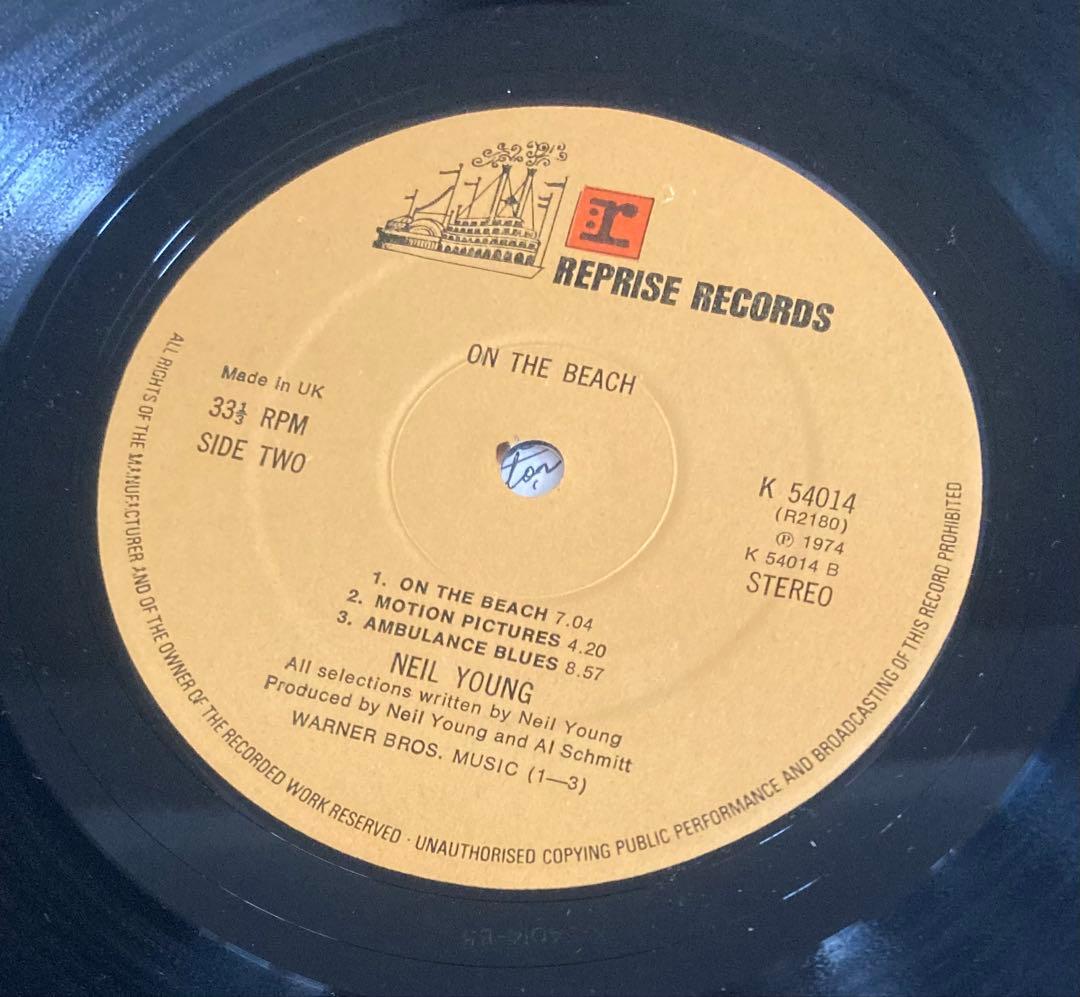 r:
REPRISE RECORDS
ON THE BEACH
Made in UK
33⅓ RPM
SIDE TWO
K 54014
(R2180)
℗ 1974
K 54014 B
STEREO
1. ON THE BEACH 7.04
2. MOTION PICTURES 4.20
3. AMBULANCE BLUES 8.57
NEIL YOUNG
All selections written by Neil Young
Produced by Neil Young and Al Schmitt
WARNER BROS. MUSIC (1—3)
ALL RIGHTS OF THE MANUFACTURER AND OF THE OWNER OF THE RECORDED WORK RESERVED · UNAUTHORISED COPYING PUBLIC PERFORMANCE AND BROADCASTING OF THIS RECORD PROHIBITED